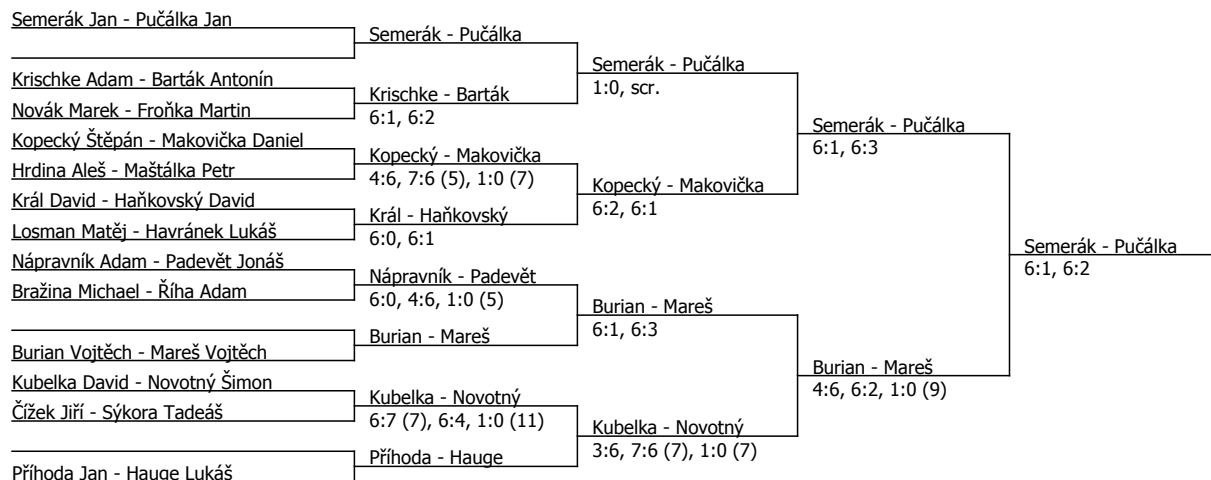 Semerák Jan - Pučálka Jan
Krischke Adam - Barták Antonín
Novák Marek - Froňka Martin
Kopecký Štěpán - Makovička Daniel
Hrdina Aleš - Maštálka Petr
Král David - Haňkovský David
Losman Matěj - Havránek Lukáš
Nápravník Adam - Padevět Jonáš
Bražina Michael - Říha Adam
Burian Vojtěch - Mareš Vojtěch
Kubelka David - Novotný Šimon
Čížek Jiří - Sýkora Tadeáš
Příhoda Jan - Hauge Lukáš
Semerák - Pučálka
Krischke - Barták
6:1, 6:2
Kopecký - Makovička
4:6, 7:6 (5), 1:0 (7)
Král - Haňkovský
6:0, 6:1
Nápravník - Padevět
6:0, 4:6, 1:0 (5)
Burian - Mareš
Kubelka - Novotný
6:7 (7), 6:4, 1:0 (11)
Příhoda - Hauge
Semerák - Pučálka
1:0, scr.
Kopecký - Makovička
6:2, 6:1
Burian - Mareš
6:1, 6:3
Kubelka - Novotný
3:6, 7:6 (7), 1:0 (7)
Semerák - Pučálka
6:1, 6:3
Burian - Mareš
4:6, 6:2, 1:0 (9)
Semerák - Pučálka
6:1, 6:2